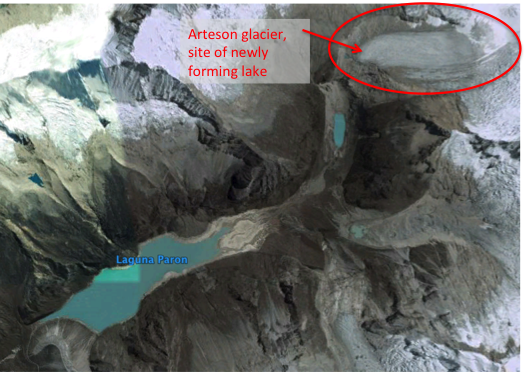 Arteson glacier,
site of newly
forming lake
Laguna Paron